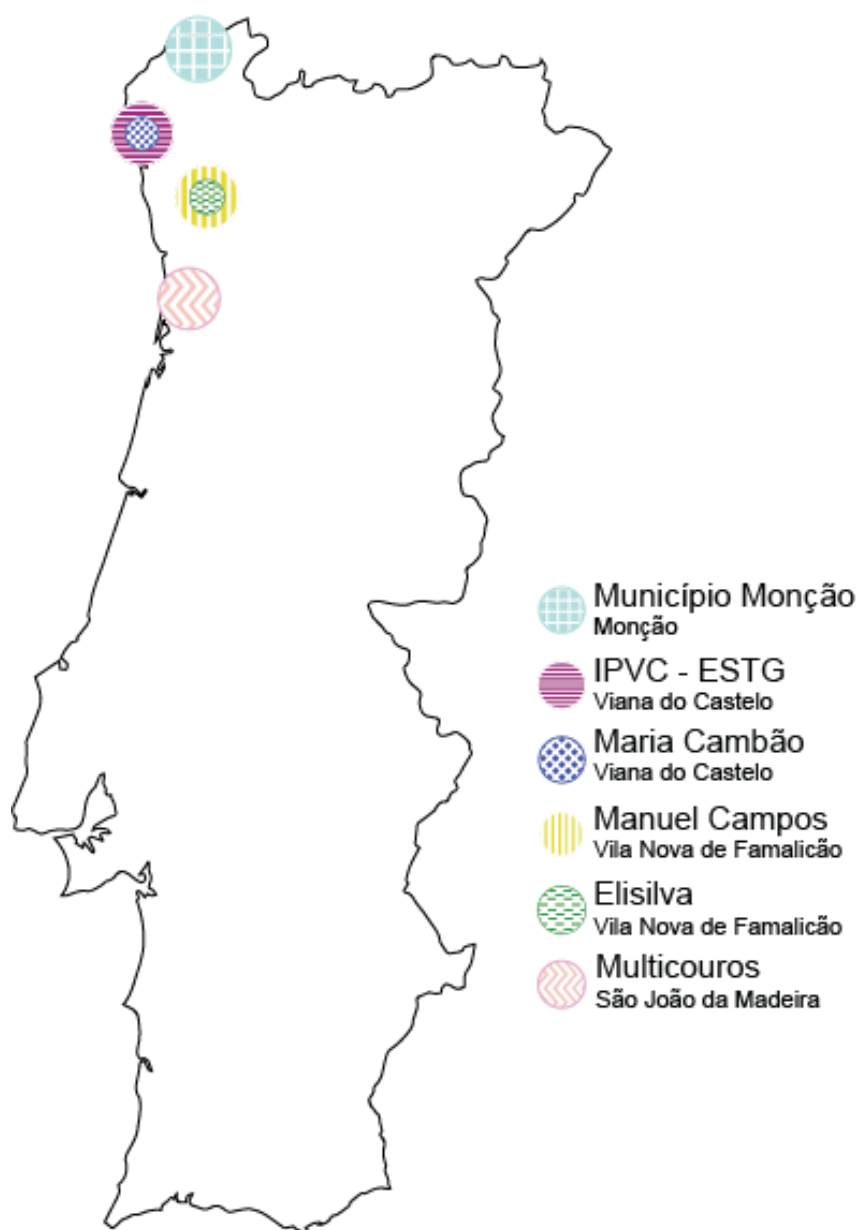 Município Monção
Monção
IPVC - ESTG
Viana do Castelo
Maria Cambão
Viana do Castelo
Manuel Campos
Vila Nova de Famalicão
Elisilva
Vila Nova de Famalicão
Multicouros
São João da Madeira